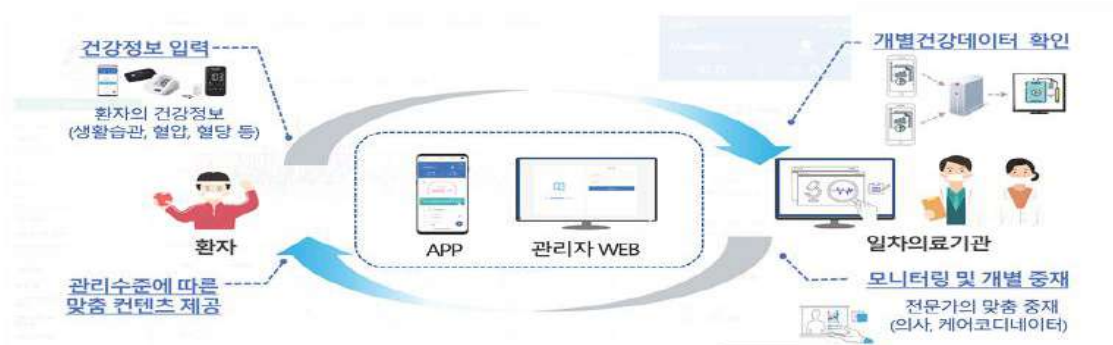 건강정보 입력
환자의 건강정보
(생활습관, 혈압, 혈당 등)
환자
관리수준에 따른
맞춤 컨텐츠 제공
APP
관리자 WEB
개별건강데이터 확인
일차의료기관
모니터링 및 개별 중재
전문가의 맞춤 중재
(의사, 케어코디네이터)